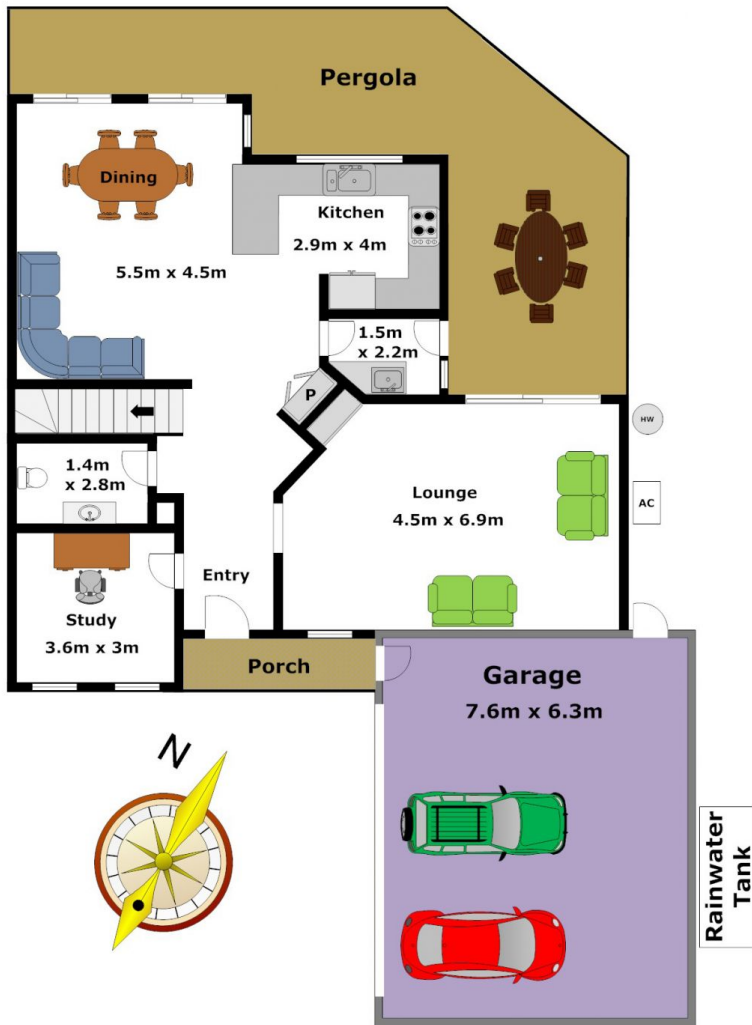 Pergola
Dining
Kitchen
2.9m x 4m
5.5m x 4.5m
1.5m
x 2.2m
P
HW
1.4m
x 2.8m
Lounge
4.5m x 6.9m
AC
Entry
Study
3.6m x 3m
Porch
Garage
7.6m x 6.3m
N
Rainwater
Tank